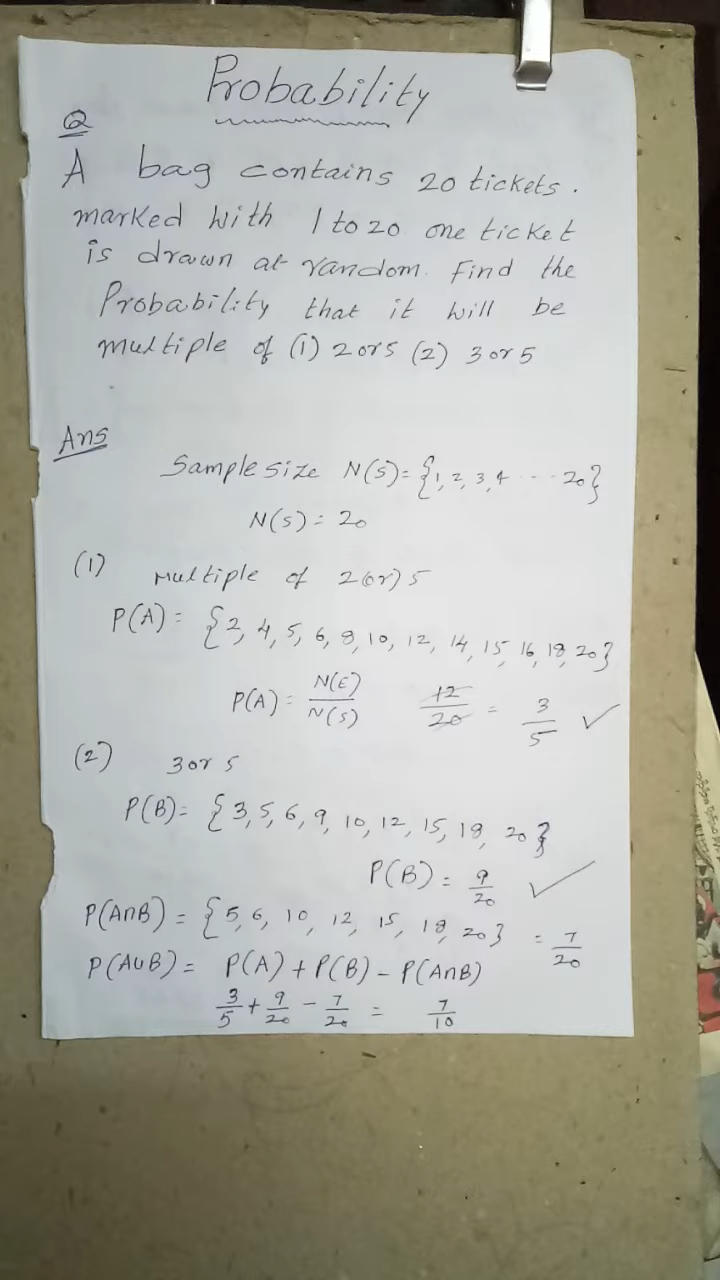 Probability
Q
A bag contains 20 tickets.
marked with 1 to 20 one ticket
is drawn at random. Find the
Probability that it will be
multiple of (1) 2 or 5 (2) 3 or 5
Ans
Sample size N(S) = {1, 2, 3, 4 --- 20}
N(S) = 20
(1) Multiple of 2 (or) 5
P(A) = {2, 4, 5, 6, 8, 10, 12, 14, 15, 16, 18, 20}
P(A) = N(E)/N(S) 12/20 = 3/5 ✓
(2) 3 or 5
P(B) = {3, 5, 6, 9, 10, 12, 15, 18, 20}
P(B) = 9/20 ✓
P(A∩B) = {5, 6, 10, 12, 15, 18, 20} = 7/20
P(A∪B) = P(A) + P(B) - P(A∩B)
3/5 + 9/20 - 7/20 = 7/10